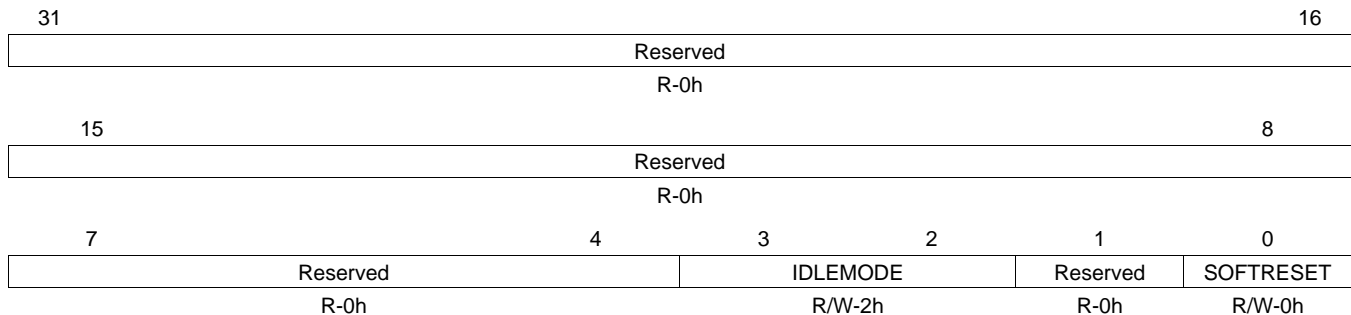 31 16
Reserved
R-0h
15 8
Reserved
R-0h
7 4 3 2 1 0
Reserved IDLEMODE Reserved SOFTRESET
R-0h R/W-2h R-0h R/W-0h